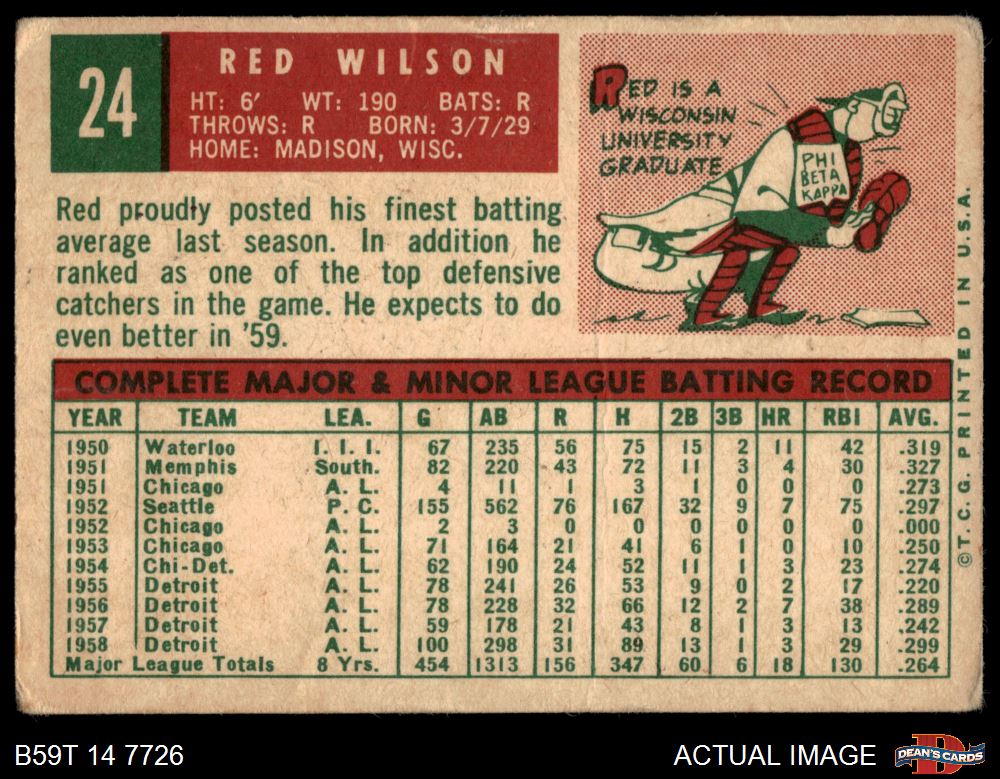 24
RED WILSON
HT: 6' WT: 190 BATS: R
THROWS: R BORN: 3/7/29
HOME: MADISON, WISC.
RED IS A
WISCONSIN
UNIVERSITY
GRADUATE
PHI
BETA
KAPPA
Red proudly posted his finest batting
average last season. In addition he
ranked as one of the top defensive
catchers in the game. He expects to do
even better in '59.
COMPLETE MAJOR & MINOR LEAGUE BATTING RECORD
YEAR TEAM LEA. G AB R H 2B 3B HR RBI AVG.
1950 Waterloo I. I. I. 67 235 56 75 15 2 11 42 .319
1951 Memphis South. 82 220 43 72 11 3 4 30 .327
1951 Chicago A. L. 4 11 1 3 1 0 0 0 .273
1952 Seattle P. C. 155 562 76 167 32 9 7 75 .297
1952 Chicago A. L. 2 3 0 0 0 0 0 0 .000
1953 Chicago A. L. 71 164 21 41 6 1 0 10 .250
1954 Chi-Det. A. L. 62 190 24 52 11 1 3 23 .274
1955 Detroit A. L. 78 241 26 53 9 0 2 17 .220
1956 Detroit A. L. 78 228 32 66 12 2 7 38 .289
1957 Detroit A. L. 59 178 21 43 8 1 3 13 .242
1958 Detroit A. L. 100 298 31 89 13 1 3 29 .299
Major League Totals 8 Yrs. 454 1313 156 347 60 6 18 130 .264
©T. C. G. PRINTED IN U.S.A.
B59T 14 7726
ACTUAL IMAGE
DEAN'S CARDS